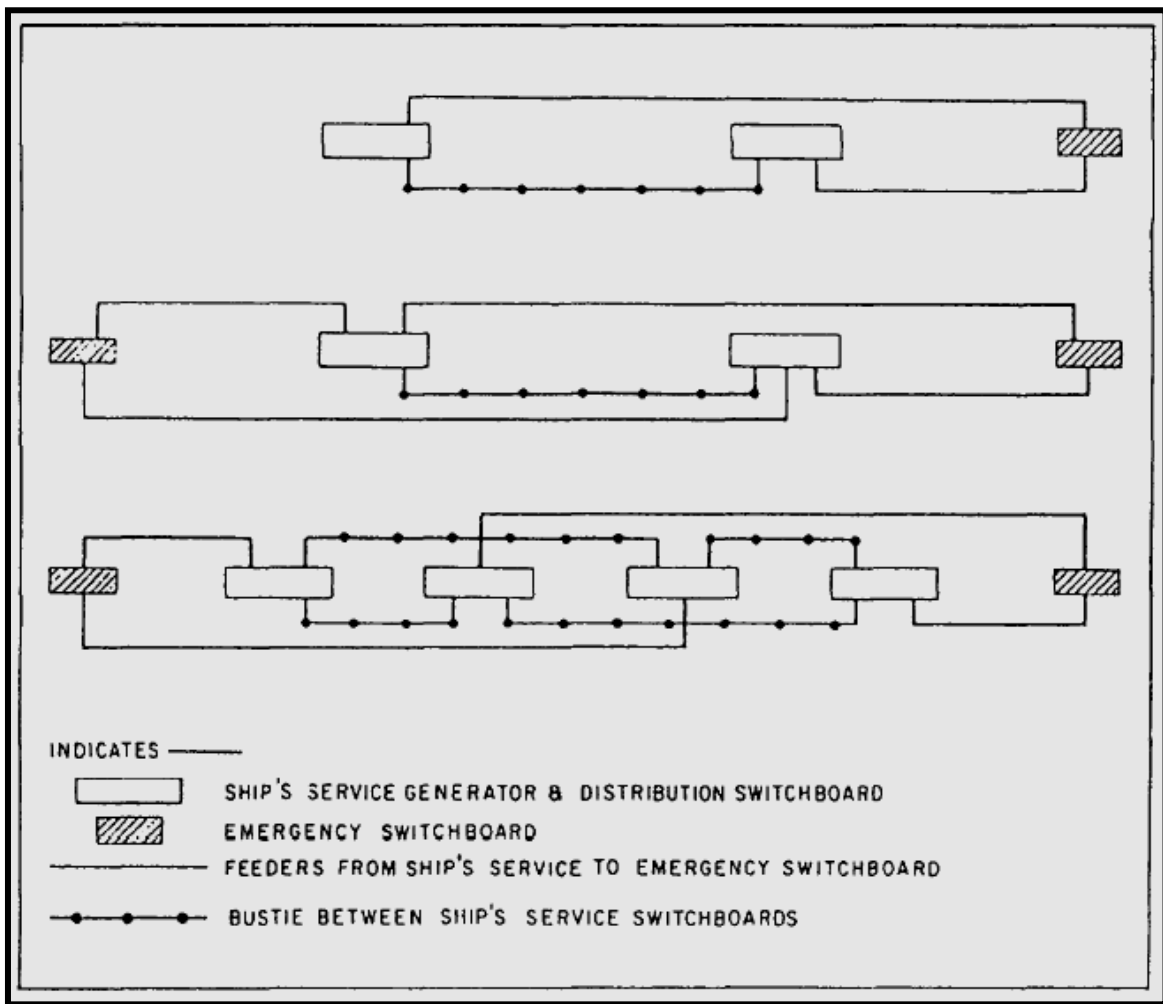 INDICATES
SHIP'S SERVICE GENERATOR & DISTRIBUTION SWITCHBOARD
EMERGENCY SWITCHBOARD
FEEDERS FROM SHIP'S SERVICE TO EMERGENCY SWITCHBOARD
BUSTIE BETWEEN SHIP'S SERVICE SWITCHBOARDS